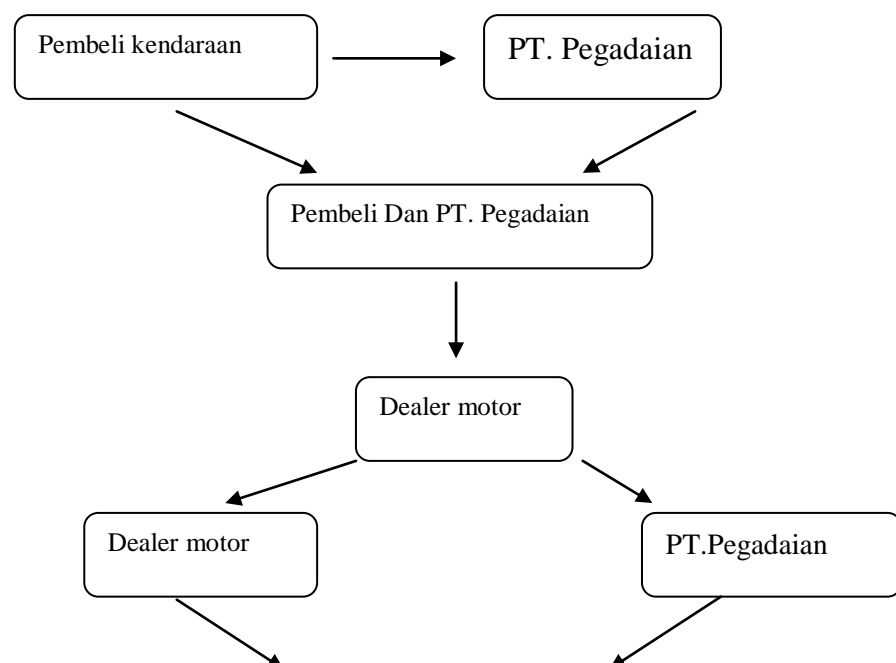 Pembeli kendaraan
PT. Pegadaian
Pembeli Dan PT. Pegadaian
Dealer motor
Dealer motor
PT.Pegadaian